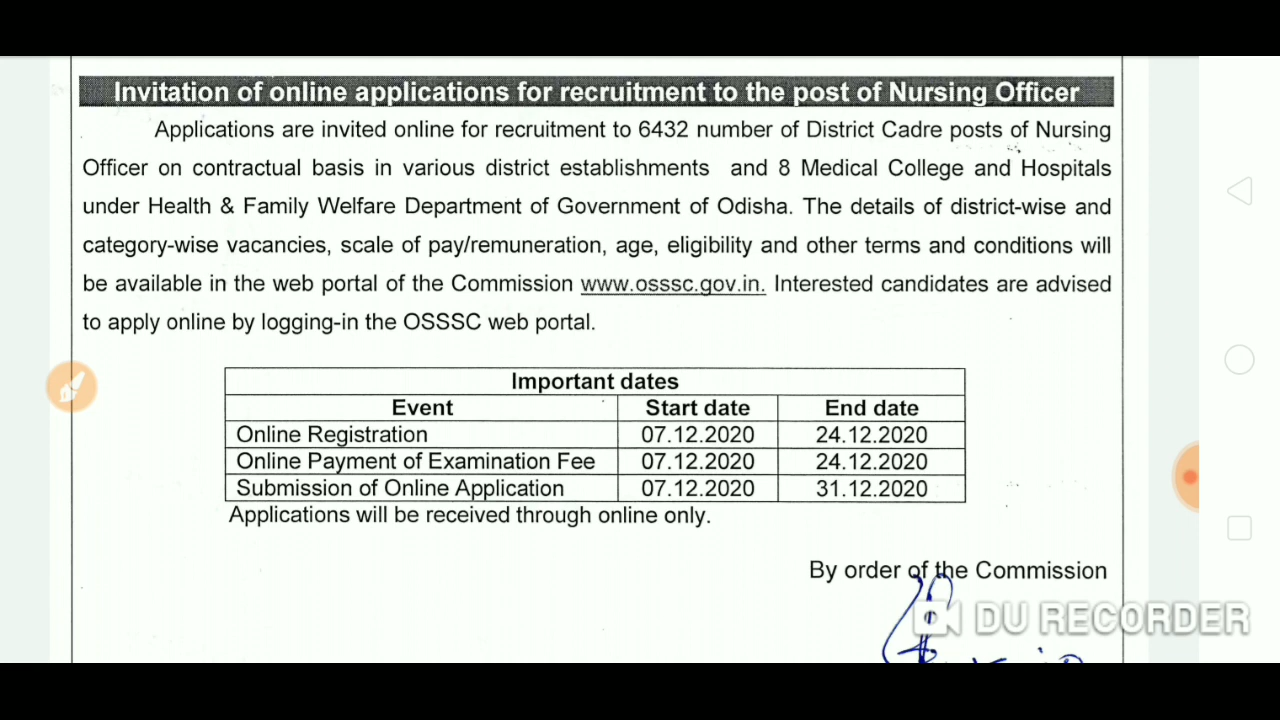 Invitation of online applications for recruitment to the post of Nursing Officer
Applications are invited online for recruitment to 6432 number of District Cadre posts of Nursing
Officer on contractual basis in various district establishments and 8 Medical College and Hospitals
under Health & Family Welfare Department of Government of Odisha. The details of district-wise and
category-wise vacancies, scale of pay/remuneration, age, eligibility and other terms and conditions will
be available in the web portal of the Commission www.osssc.gov.in. Interested candidates are advised
to apply online by logging-in the OSSSC web portal.
Important dates
Event Start date End date
Online Registration 07.12.2020 24.12.2020
Online Payment of Examination Fee 07.12.2020 24.12.2020
Submission of Online Application 07.12.2020 31.12.2020
Applications will be received through online only.
By order of the Commission
DU RECORDER